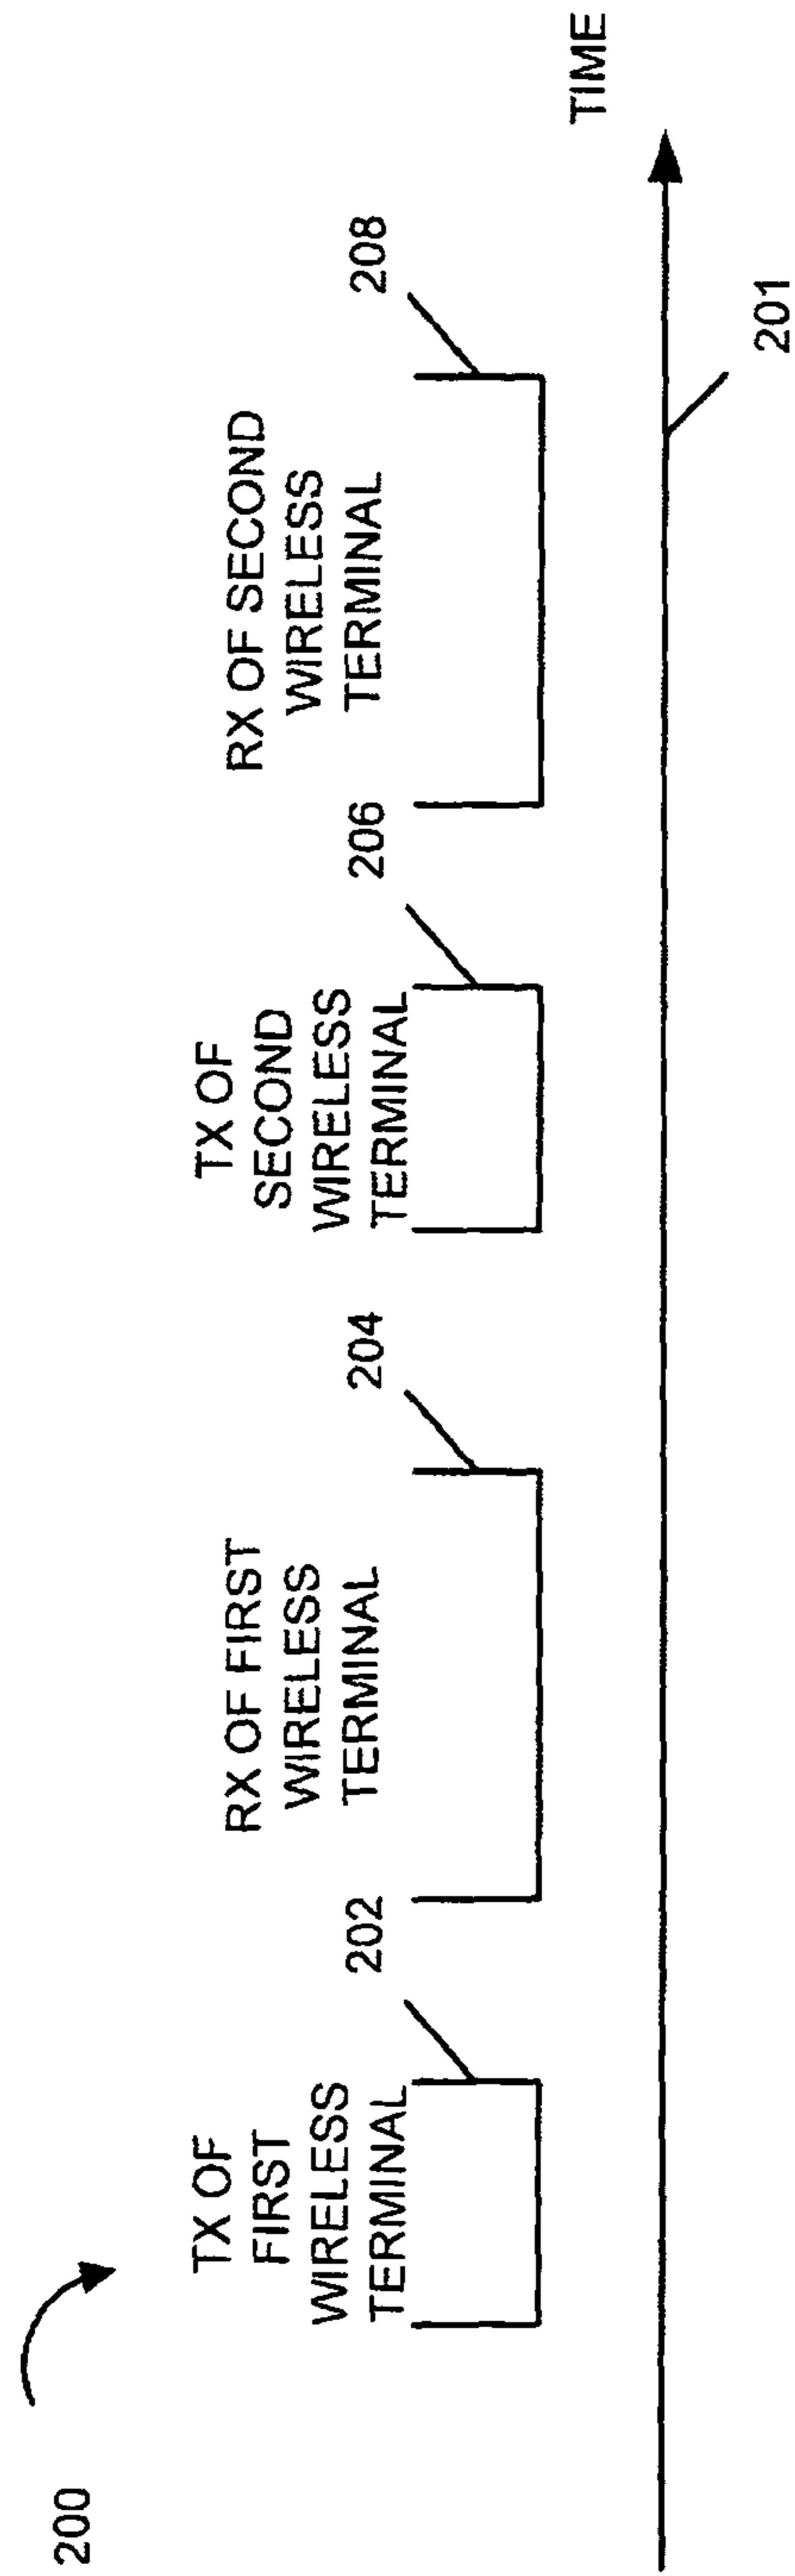 200
TX OF
FIRST
WIRELESS
TERMINAL
202
RX OF FIRST
WIRELESS
TERMINAL
204
TX OF
SECOND
WIRELESS
TERMINAL
206
RX OF SECOND
WIRELESS
TERMINAL
208
TIME
201